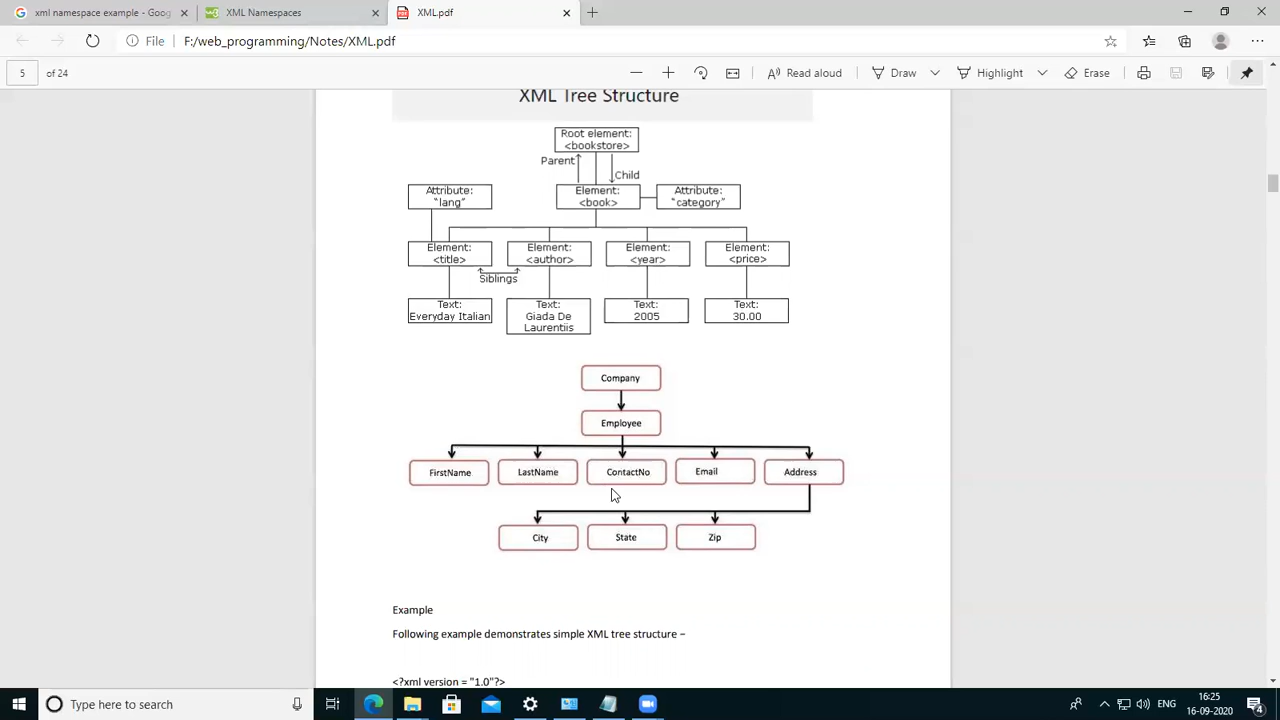 xml namespace example - Goog
XML Namespaces
XML.pdf
File
F:/web_programming/Notes/XML.pdf
5
of 24
Read aloud
Draw
Highlight
Erase
XML Tree Structure
Root element:
<bookstore>
Parent
Child
Attribute:
"lang"
Element:
<book>
Attribute:
"category"
Element:
<title>
Element:
<author>
Element:
<year>
Element:
<price>
Siblings
Text:
Everyday Italian
Text:
Giada De
Laurentiis
Text:
2005
Text:
30.00
Company
Employee
FirstName
LastName
ContactNo
Email
Address
City
State
Zip
Example
Following example demonstrates simple XML tree structure −
<?xml version = "1.0"?>
Type here to search
ENG
16:25
16-09-2020
4